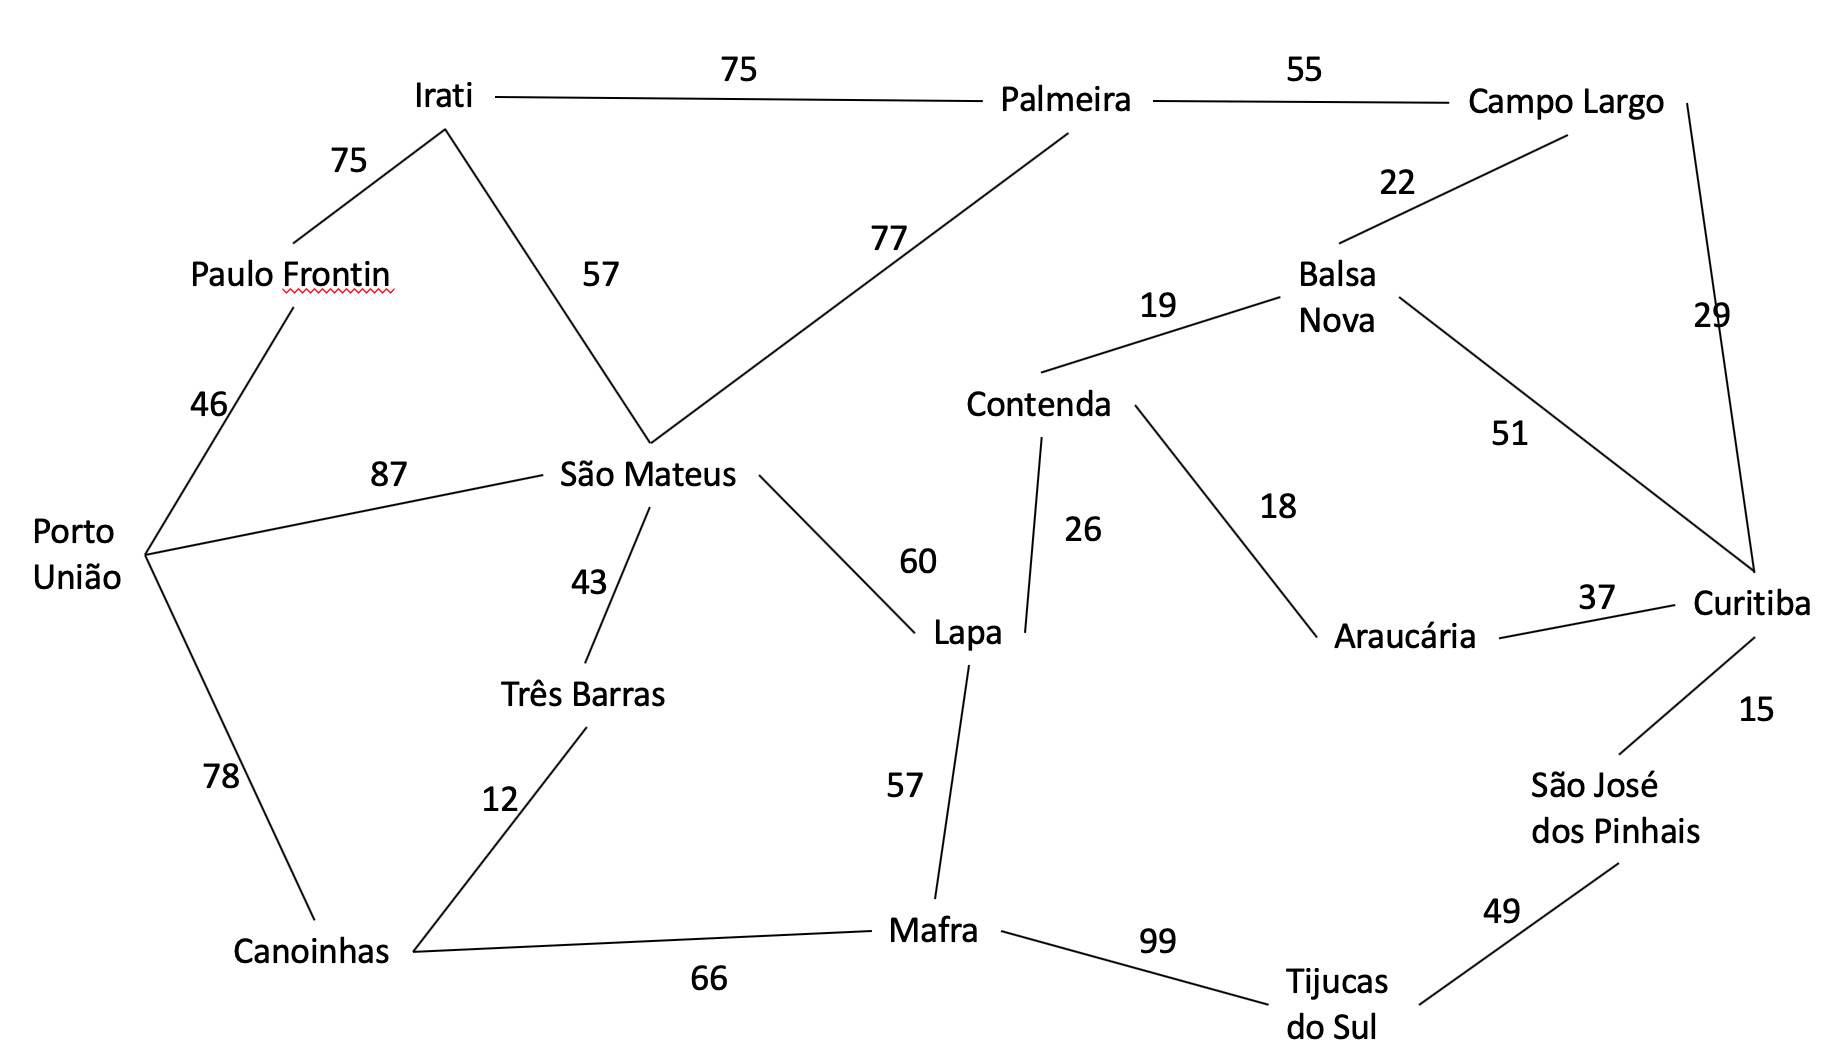 75
55
Irati
Palmeira
Campo Largo
75
22
77
Paulo Frontin
57
Balsa
Nova
19
29
46
Contenda
51
87
São Mateus
18
Porto
União
26
60
43
37
Curitiba
Lapa
Araucária
Três Barras
15
78
12
57
São José
dos Pinhais
49
Mafra
99
Canoinhas
66
Tijucas
do Sul